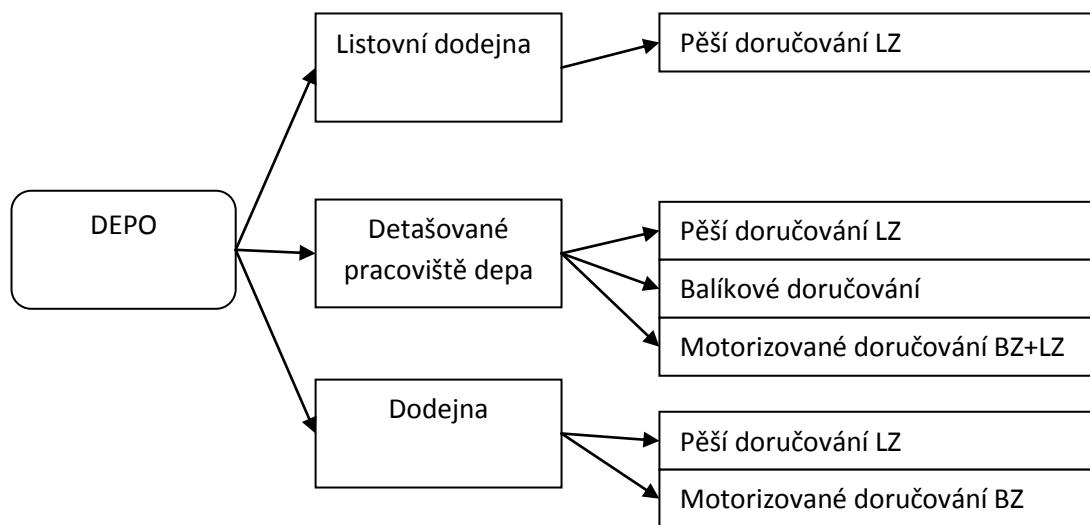 Listovní dodejna
Pěší doručování LZ
DEPO
Detašované
pracoviště depa
Pěší doručování LZ
Balíkové doručování
Motorizované doručování BZ+LZ
Dodejna
Pěší doručování LZ
Motorizované doručování BZ